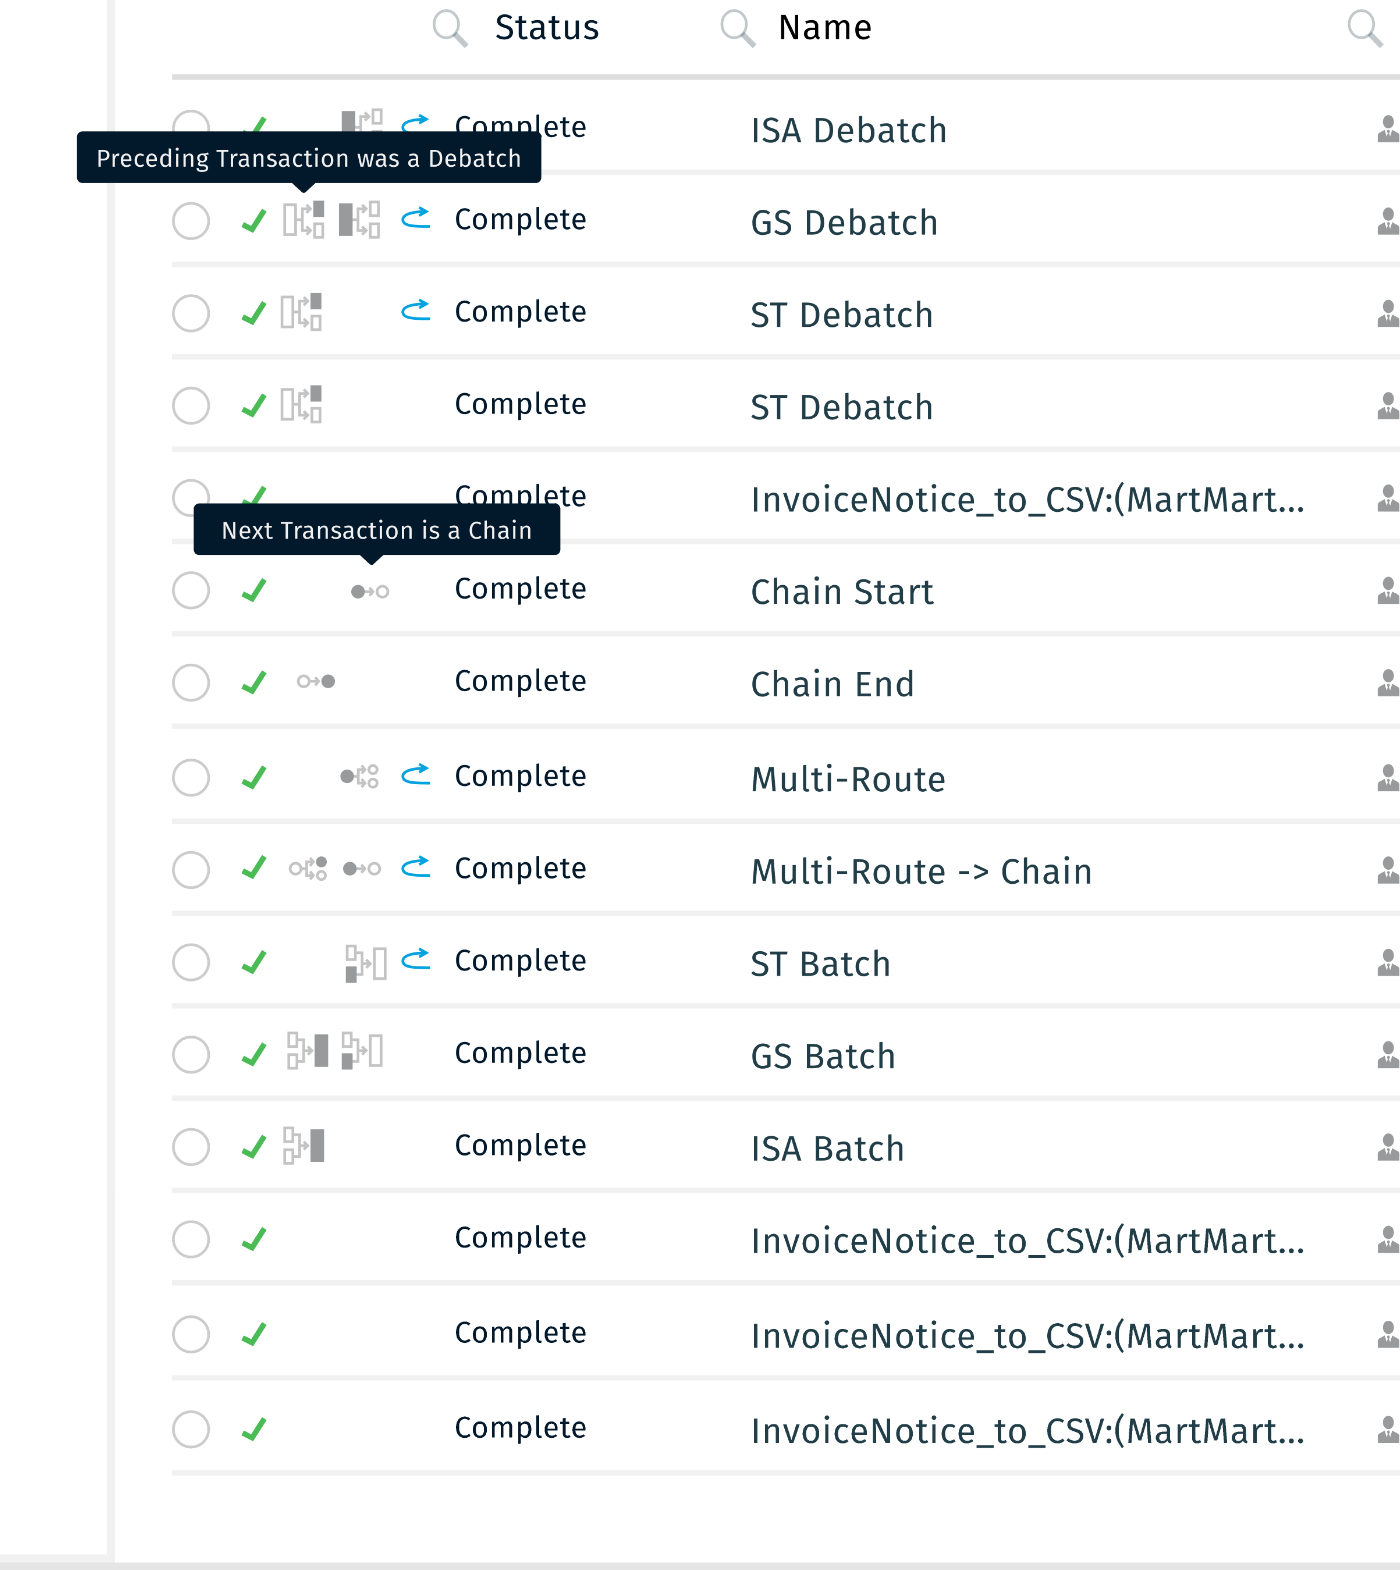 Status Name
Complete ISA Debatch
Preceding Transaction was a Debatch
Complete GS Debatch
Complete ST Debatch
Complete ST Debatch
Complete InvoiceNotice_to_CSV:(MartMart...
Next Transaction is a Chain
Complete Chain Start
Complete Chain End
Complete Multi-Route
Complete Multi-Route -> Chain
Complete ST Batch
Complete GS Batch
Complete ISA Batch
Complete InvoiceNotice_to_CSV:(MartMart...
Complete InvoiceNotice_to_CSV:(MartMart...
Complete InvoiceNotice_to_CSV:(MartMart...